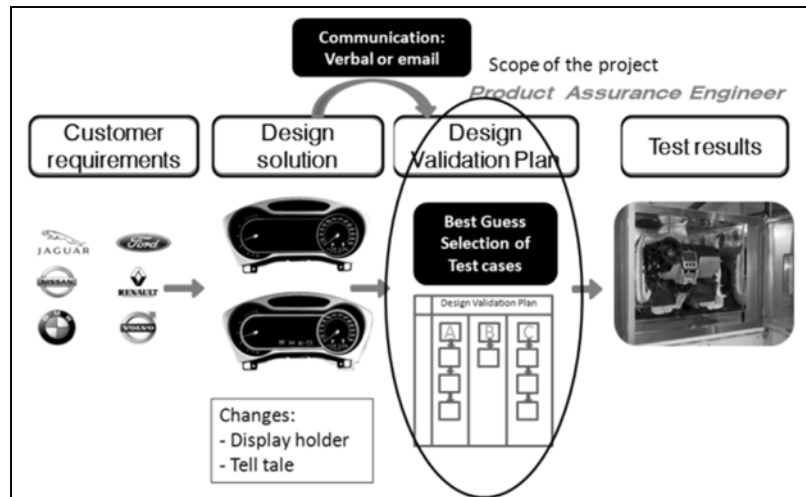 Communication:
Verbal or email
Scope of the project
Product Assurance Engineer
Customer
requirements
Design
solution
Design
Validation Plan
Test results
JAGUAR
Ford
NISSAN
RENAULT
BMW
VOLVO
Best Guess
Selection of
Test cases
Design Validation Plan
A
B
C
Changes:
- Display holder
- Tell tale